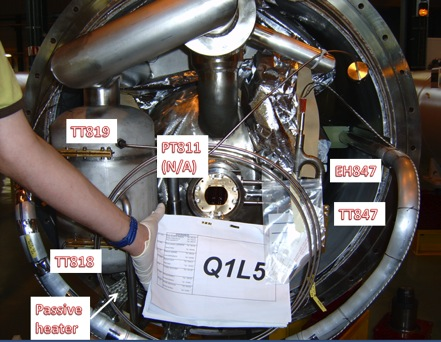 TT819
PT811
(N/A)
EH847
TT847
Q1L5
TT818
Passive
heater